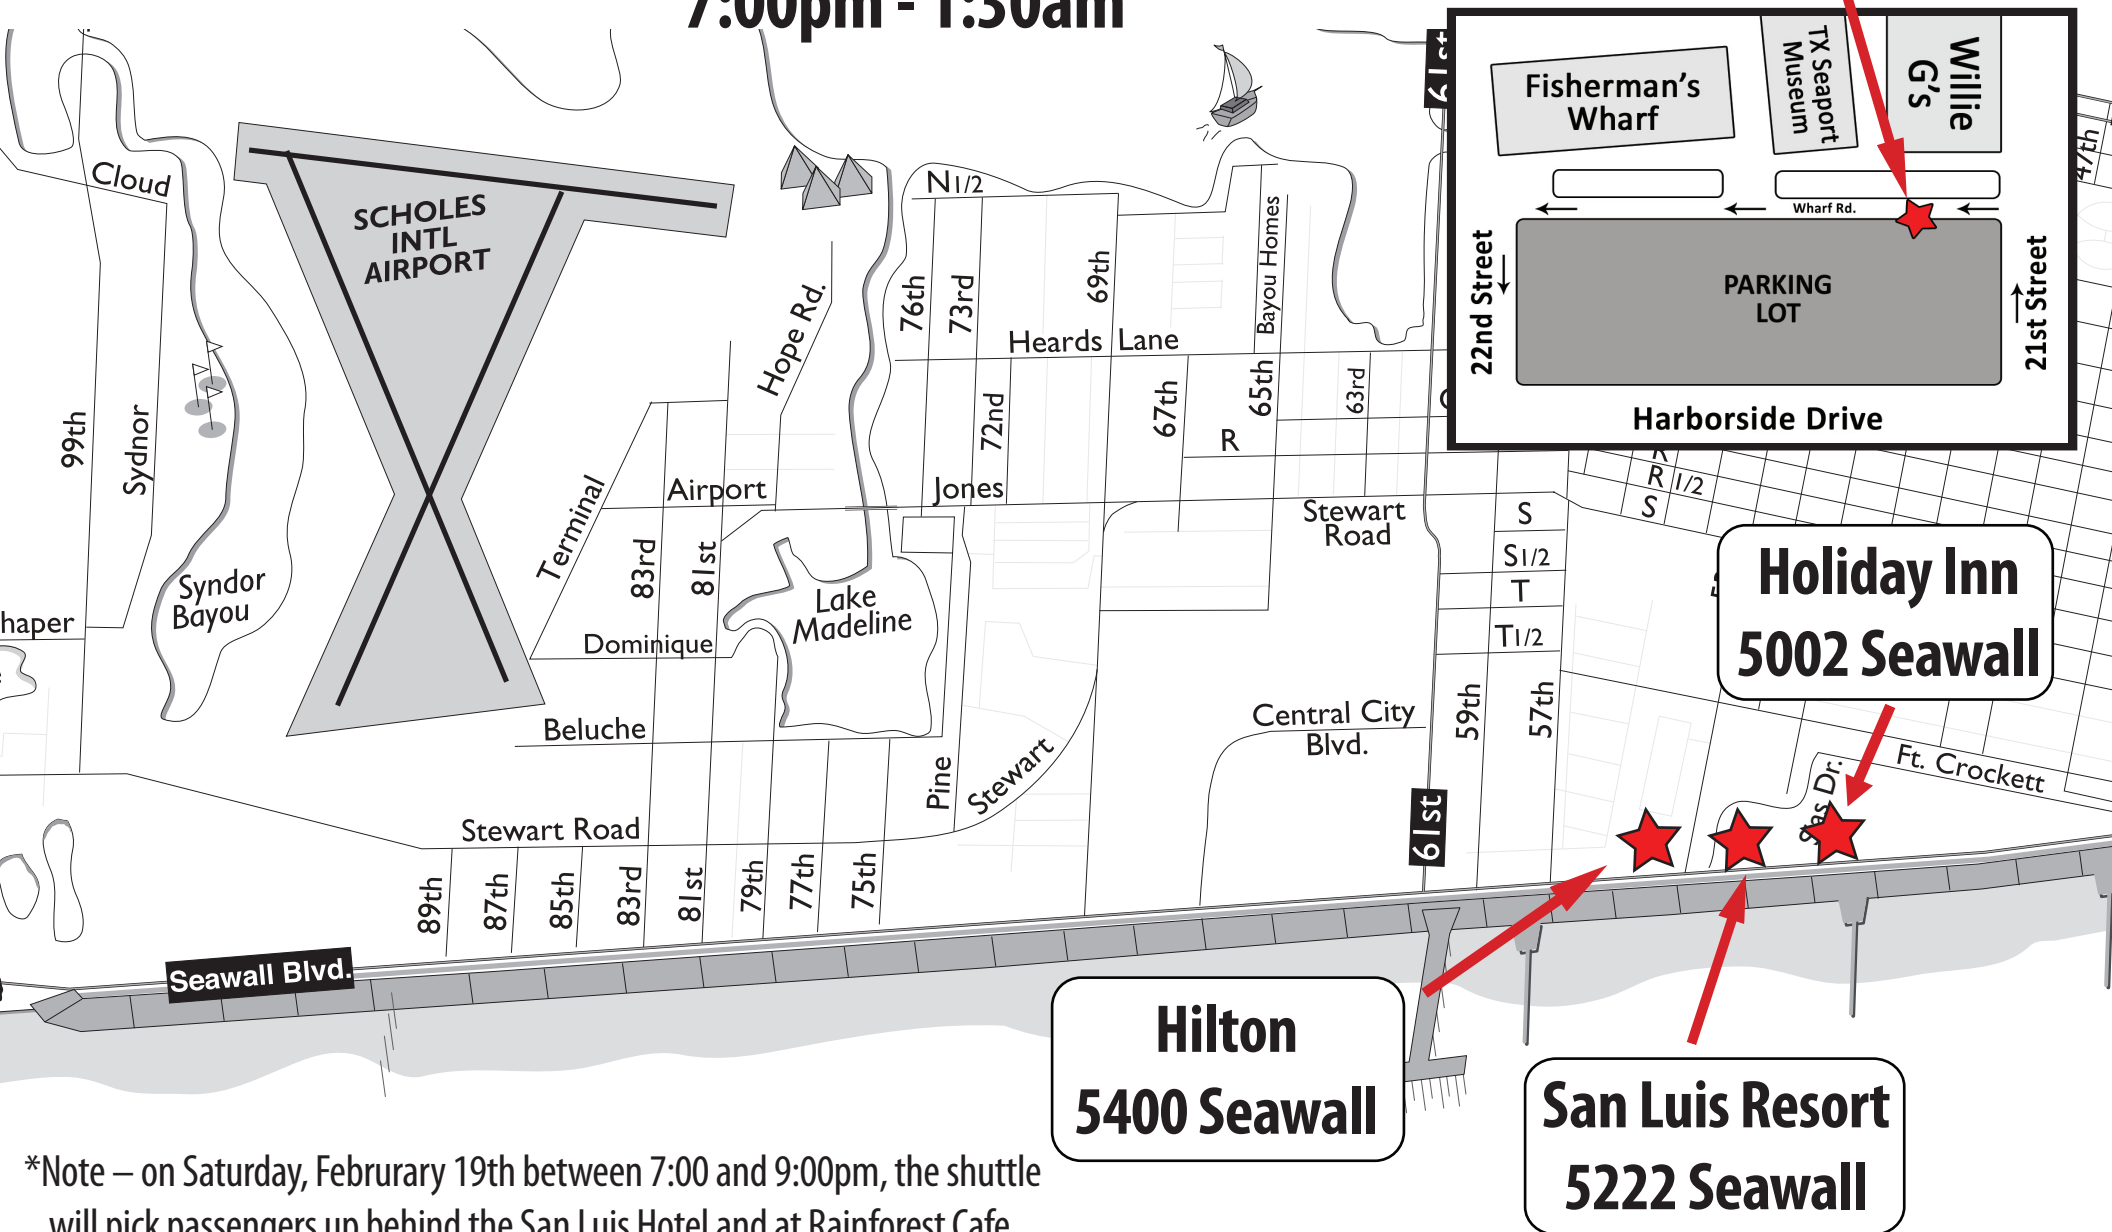 7:00pm - 1:30am
61st
Fisherman's
Wharf
TX Seaport
Museum
Willie
G's
Wharf Rd.
22nd Street
PARKING
LOT
21st Street
Harborside Drive
47th
Cloud
SCHOLES
INTL
AIRPORT
99th
Sydnor
Syndor
Bayou
haper
Hope Rd.
Terminal
Airport
83rd
81st
Dominique
Beluche
Lake
Madeline
N1/2
76th
73rd
69th
Bayou Homes
Heards Lane
72nd
67th
65th
63rd
R
Jones
Stewart
Road
S
S1/2
T
T1/2
R
R 1/2
S
59th
57th
Central City
Blvd.
61st
Pine
Stewart
Stewart Road
89th
87th
85th
83rd
81st
79th
77th
75th
Seawall Blvd.
Ft. Crockett
Dr.
Holiday Inn
5002 Seawall
Hilton
5400 Seawall
San Luis Resort
5222 Seawall
*Note – on Saturday, Februrary 19th between 7:00 and 9:00pm, the shuttle
will pick passengers up behind the San Luis Hotel and at Rainforest Cafe